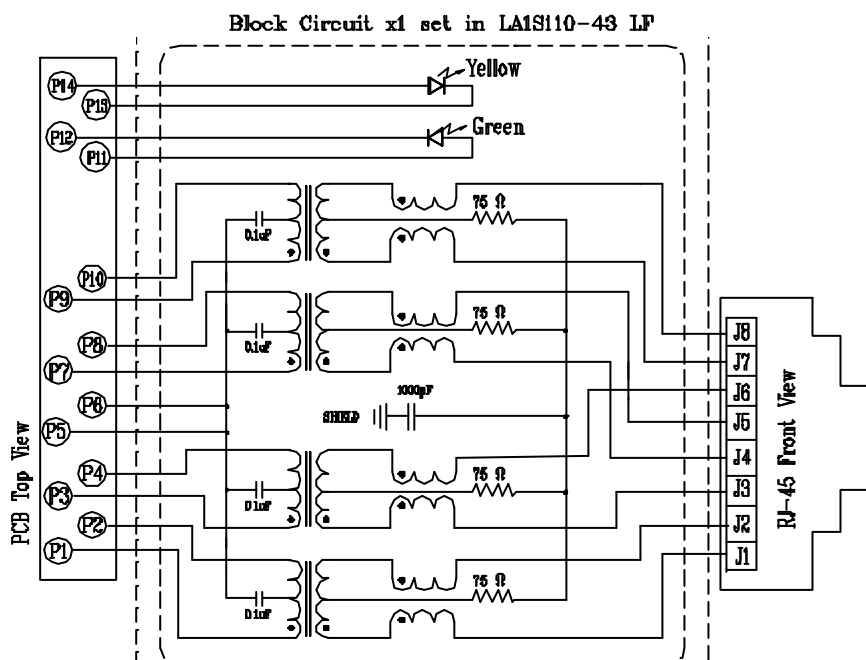 Block Circuit x1 set in LA1S110-43 LF
P14
Yellow
P13
P12
Green
P11
75 Ω
0.1uF
P10
P9
75 Ω
P8
0.1uF
J8
P7
J7
1000pF
J6
P6
SHIELD
J5
P5
J4
P4
75 Ω
P3
J3
0.1uF
P2
J2
P1
J1
75 Ω
0.1uF
PCB Top View
RJ-45 Front View